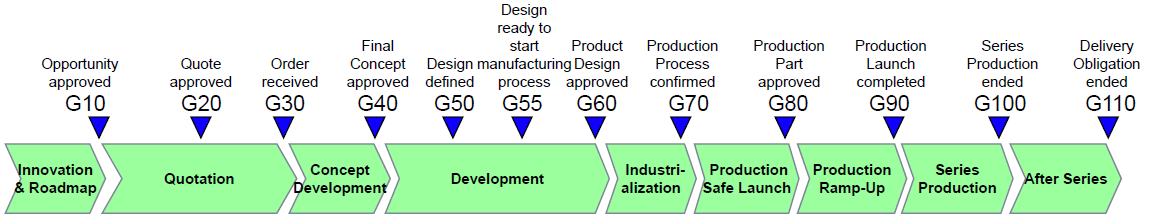 Opportunity
approved
G10
Quote
approved
G20
Order
received
G30
Final
Concept
approved
G40
Design
defined
G50
Design
ready to
start
manufacturing
process
G55
Product
Design
approved
G60
Production
Process
confirmed
G70
Production
Part
approved
G80
Production
Launch
completed
G90
Series
Production
ended
G100
Delivery
Obligation
ended
G110
Innovation
& Roadmap
Quotation
Concept
Development
Development
Industri-
alization
Production
Safe Launch
Production
Ramp-Up
Series
Production
After Series